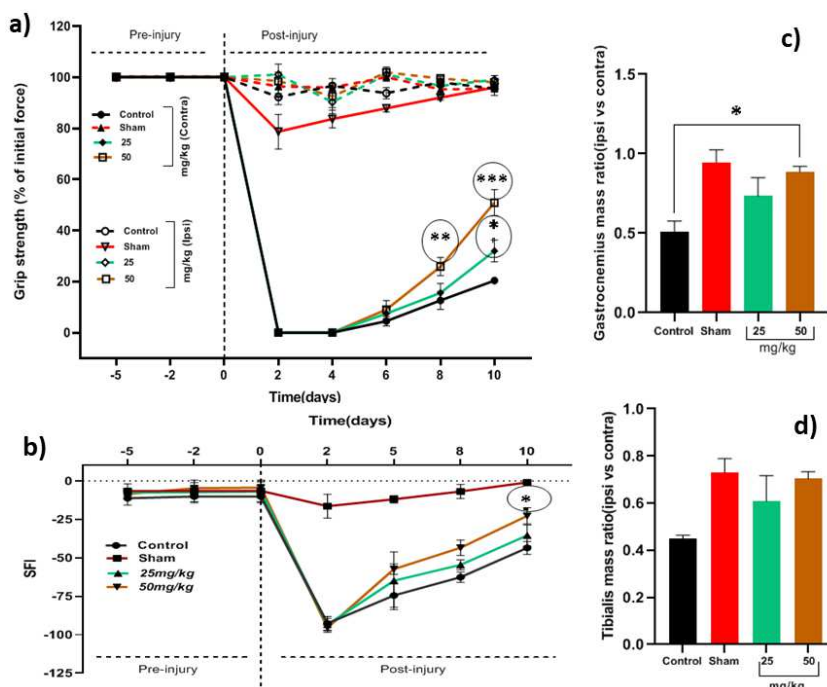 a)
Pre-injury
Post-injury
120
100
80
60
40
20
0
Grip strength (% of initial force)
Control
Sham
25
50
mg/kg (Contra)
Control
Sham
25
50
mg/kg (Ipsi)
**
***
*
-5
-2
0
2
4
6
8
10
Time(days)
c)
1.5
1.0
0.5
0.0
Gastrocnemius mass ratio(ipsi vs contra)
*
Control
Sham
25
50
mg/kg
b)
Time(days)
-5
-2
0
2
5
8
10
0
-25
-50
-75
-100
-125
SFI
*
Control
Sham
25mg/kg
50mg/kg
Pre-injury
Post-injury
d)
0.8
0.6
0.4
0.2
0.0
Tibialis mass ratio(ipsi vs contra)
Control
Sham
25
50
mg/kg